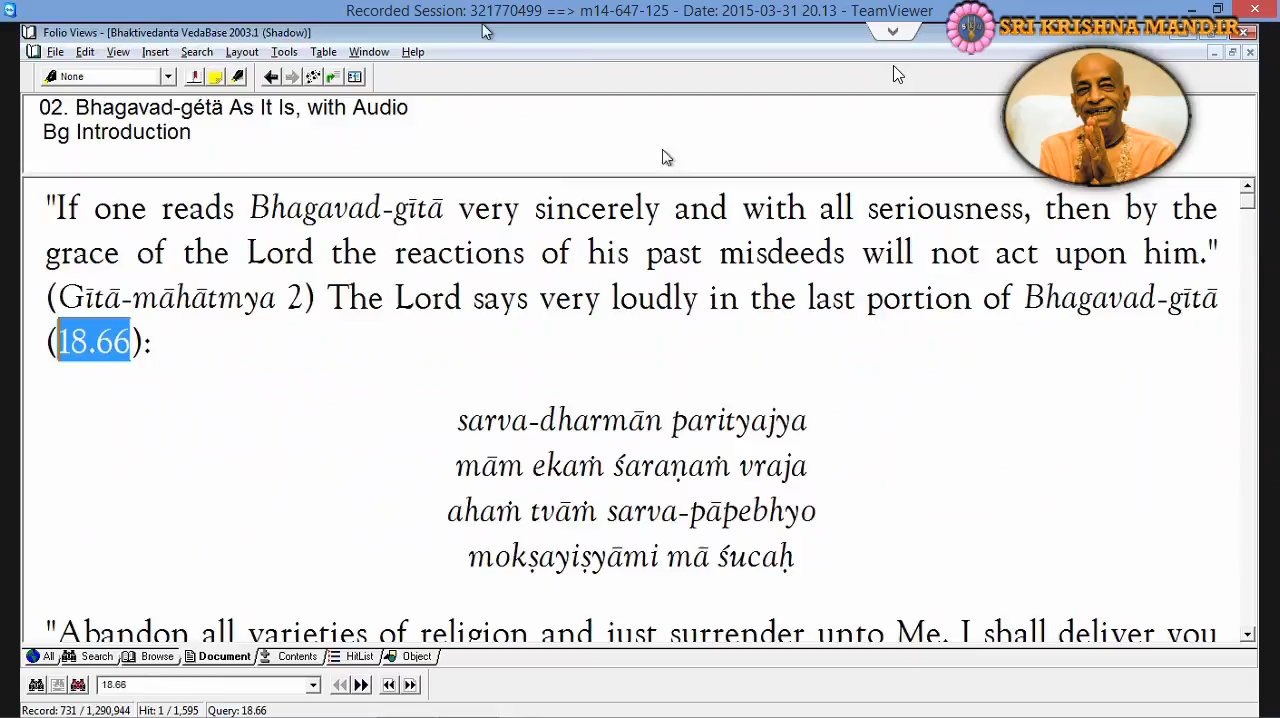 Recorded Session: 321770499 ==> m14-647-125 - Date: 2015-03-31 20.13 - TeamViewer
Folio Views - [Bhaktivedanta VedaBase 2003.1 (Shadow)]
SRI KRISHNA MANDIR
File Edit View Insert Search Layout Tools Table Window Help
None
02. Bhagavad-gétä As It Is, with Audio
Bg Introduction
"If one reads Bhagavad-gītā very sincerely and with all seriousness, then by the
grace of the Lord the reactions of his past misdeeds will not act upon him."
(Gītā-māhātmya 2) The Lord says very loudly in the last portion of Bhagavad-gītā
(18.66):
sarva-dharmān parityajya
mām ekaṁ śaraṇaṁ vraja
ahaṁ tvāṁ sarva-pāpebhyo
mokṣayiṣyāmi mā śucaḥ
"Abandon all varieties of religion and just surrender unto Me. I shall deliver you
All Search Browse Document Contents HitList Object
18.66
Record: 731 / 1,290,944 Hit: 1 / 1,595 Query: 18.66